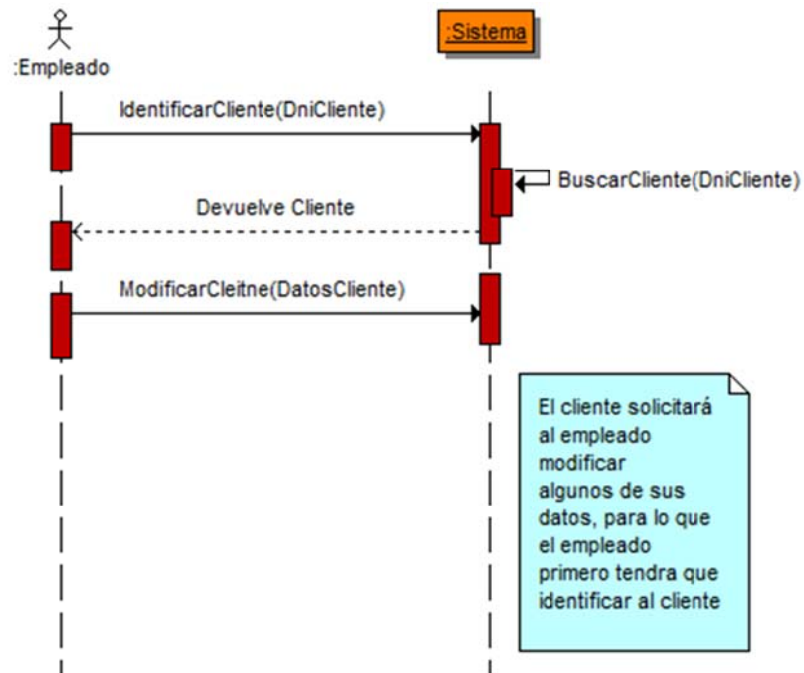 :Empleado
:Sistema
IdentificarCliente(DniCliente)
BuscarCliente(DniCliente)
Devuelve Cliente
ModificarCleitne(DatosCliente)
El cliente solicitará
al empleado
modificar
algunos de sus
datos, para lo que
el empleado
primero tendra que
identificar al cliente